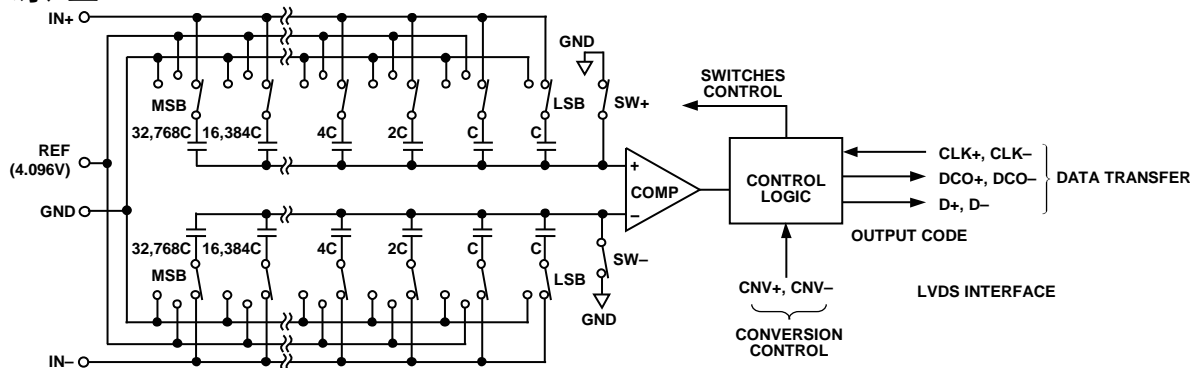 IN+
GND
SWITCHES
CONTROL
MSB
LSB
SW+
32,768C
16,384C
4C
2C
C
C
REF
(4.096V)
GND
+
COMP
–
CONTROL
LOGIC
CLK+, CLK–
DCO+, DCO–
D+, D–
DATA TRANSFER
OUTPUT CODE
32,768C
16,384C
4C
2C
C
C
MSB
LSB
SW–
GND
CNV+, CNV–
CONVERSION
CONTROL
LVDS INTERFACE
IN–